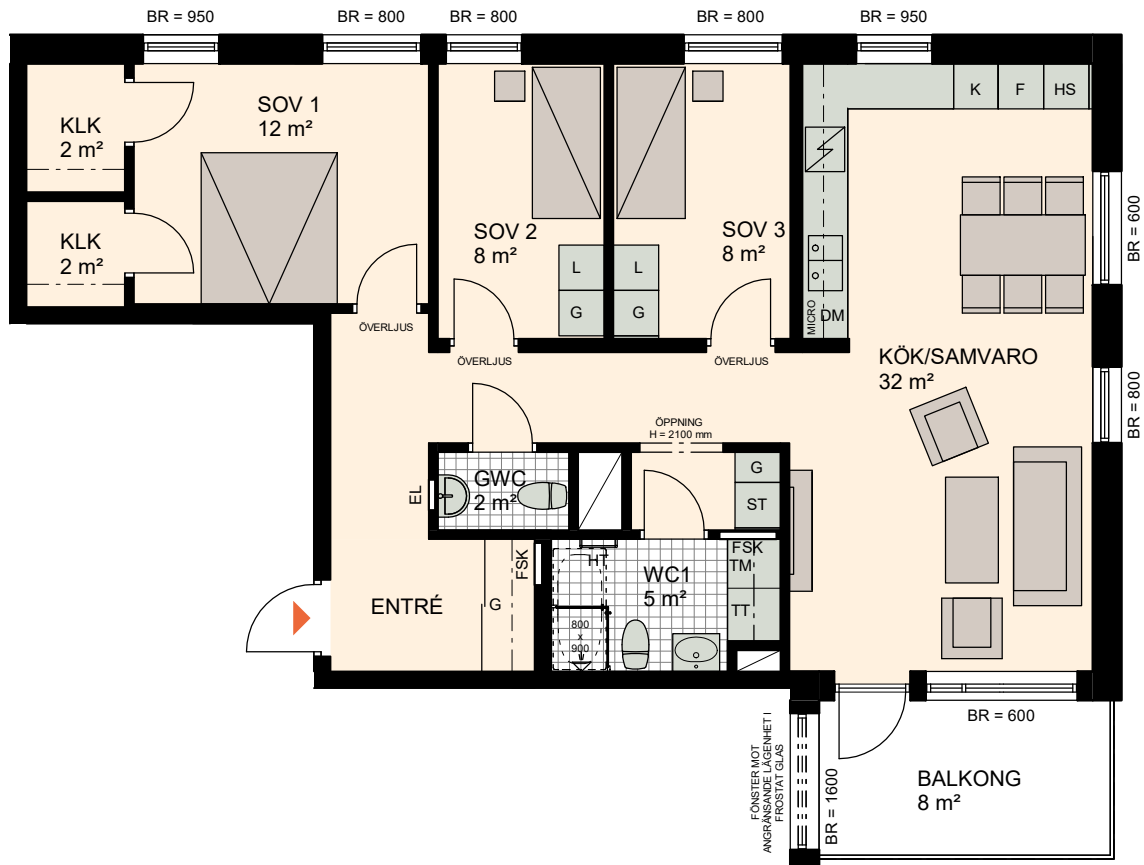 BR = 950
BR = 800
BR = 800
BR = 800
BR = 950
KLK
2 m²
SOV 1
12 m²
K
F
HS
KLK
2 m²
SOV 2
8 m²
SOV 3
8 m²
BR = 600
L
G
L
G
MICRO
DM
ÖVERLJUS
ÖVERLJUS
ÖVERLJUS
KÖK/SAMVARO
32 m²
BR = 800
ÖPPNING
H = 2100 mm
EL
GWC
2 m²
G
ST
FSK
HT
WC1
5 m²
FSK
TM
TT
ENTRÉ
G
800
x
900
BR = 600
FÖNSTER MOT
ANGRÄNSANDE LÄGENHET I
FROSTAT GLAS
BR = 1600
BALKONG
8 m²